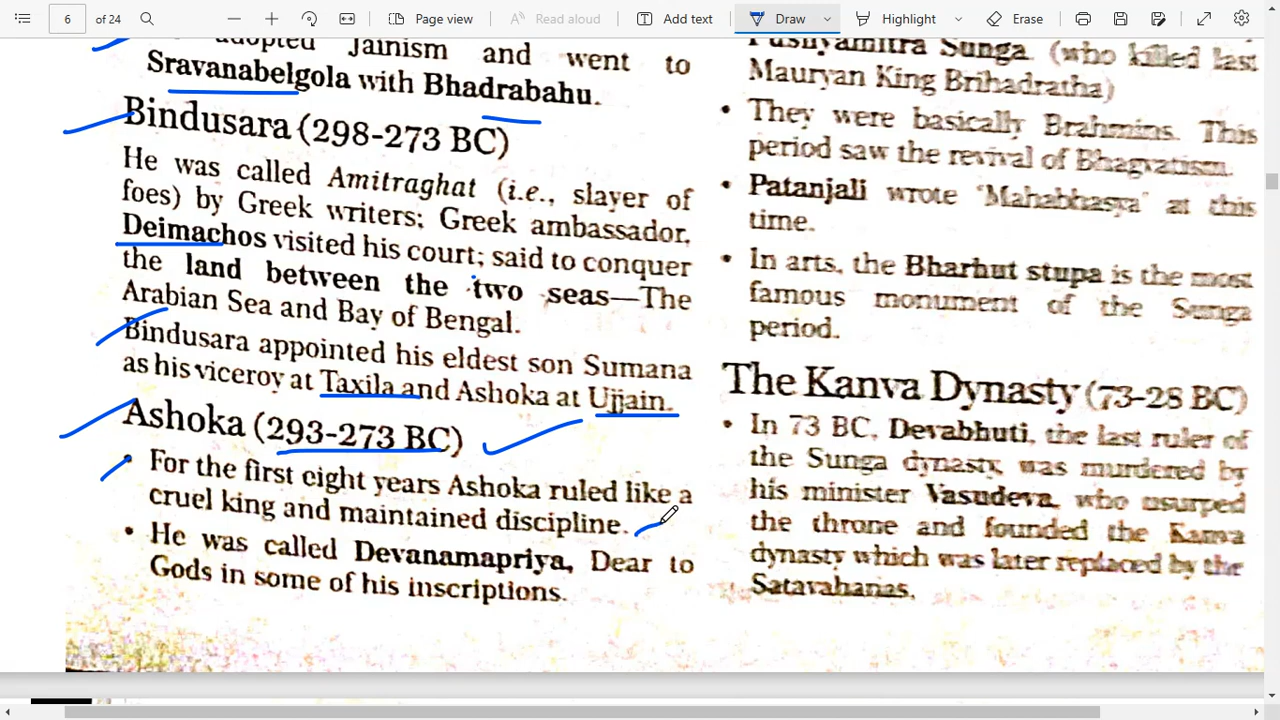 6 of 24
Page view
Read aloud
Add text
Draw
Highlight
Erase
adopted Jainism and went to
Sravanabelgola with Bhadrabahu.
Bindusara (298-273 BC)
He was called Amitraghat (i.e., slayer of
foes) by Greek writers; Greek ambassador,
Deimachos visited his court; said to conquer
the land between the two seas—The
Arabian Sea and Bay of Bengal.
Bindusara appointed his eldest son Sumana
as his viceroy at Taxila and Ashoka at Ujjain.
Ashoka (293-273 BC)
• For the first eight years Ashoka ruled like a
cruel king and maintained discipline.
• He was called Devanamapriya, Dear to
Gods in some of his inscriptions.
Pushyamitra Sunga. (who killed last
Mauryan King Brihadratha)
• They were basically Brahmins. This
period saw the revival of Bhagvatism.
• Patanjali wrote 'Mahabhasya' at this
time.
• In arts, the Bharhut stupa is the most
famous monument of the Sunga
period.
The Kanva Dynasty (73-28 BC)
• In 73 BC, Devabhuti, the last ruler of
the Sunga dynasty, was murdered by
his minister Vasudeva, who usurped
the throne and founded the Kanva
dynasty which was later replaced by the
Satavahanas.